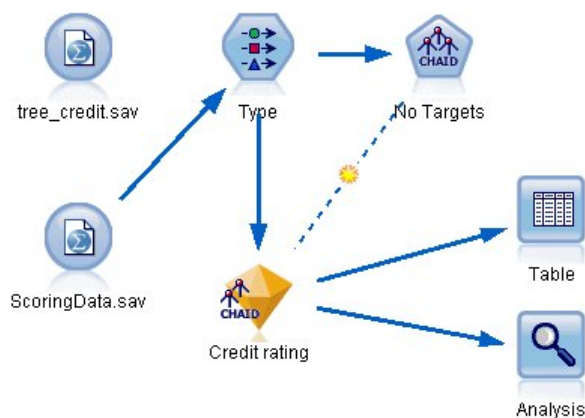 CHAID
tree_credit.sav
Type
No Targets
CHAID
ScoringData.sav
Credit rating
Table
Analysis